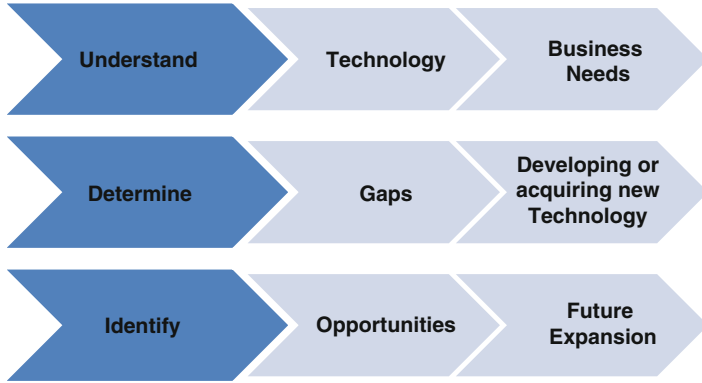 Understand
Technology
Business
Needs
Determine
Gaps
Developing or
acquiring new
Technology
Identify
Opportunities
Future
Expansion